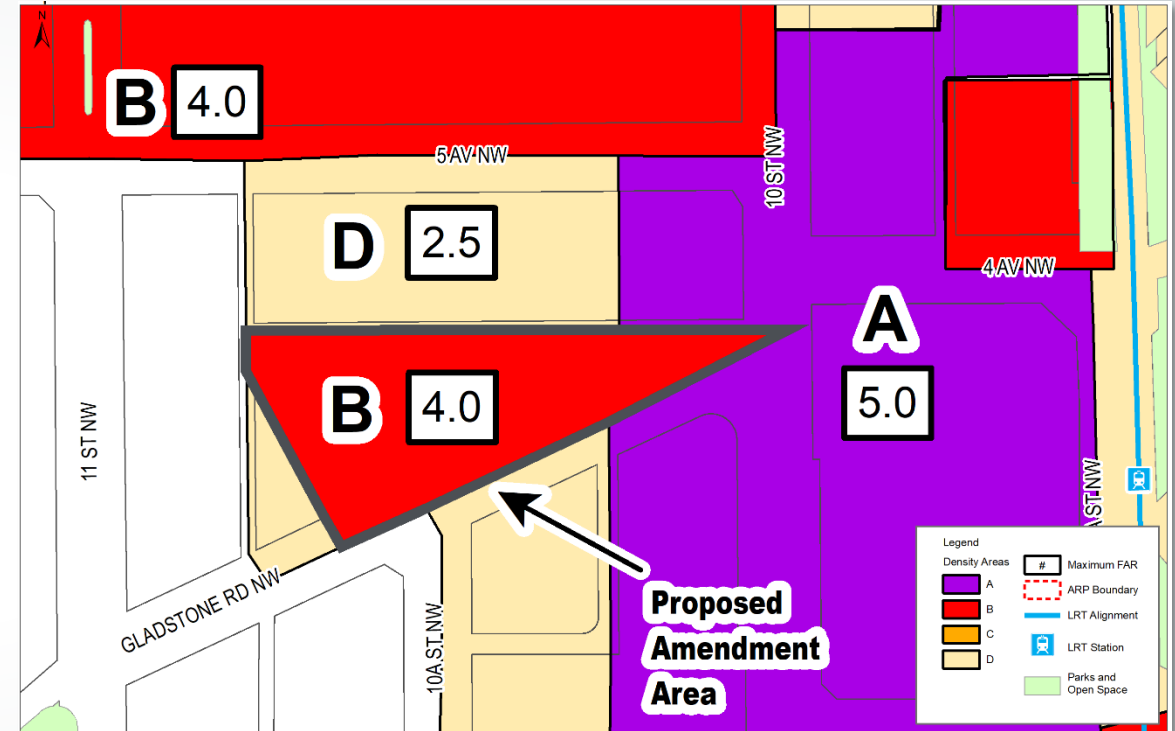 N
B 4.0
5 AV NW
10 ST NW
D 2.5
4 AV NW
A
5.0
B 4.0
11 ST NW
A ST NW
GLADSTONE RD NW
10A ST NW
Proposed
Amendment
Area
Legend
Density Areas
A
B
C
D
# Maximum FAR
ARP Boundary
LRT Alignment
LRT Station
Parks and
Open Space